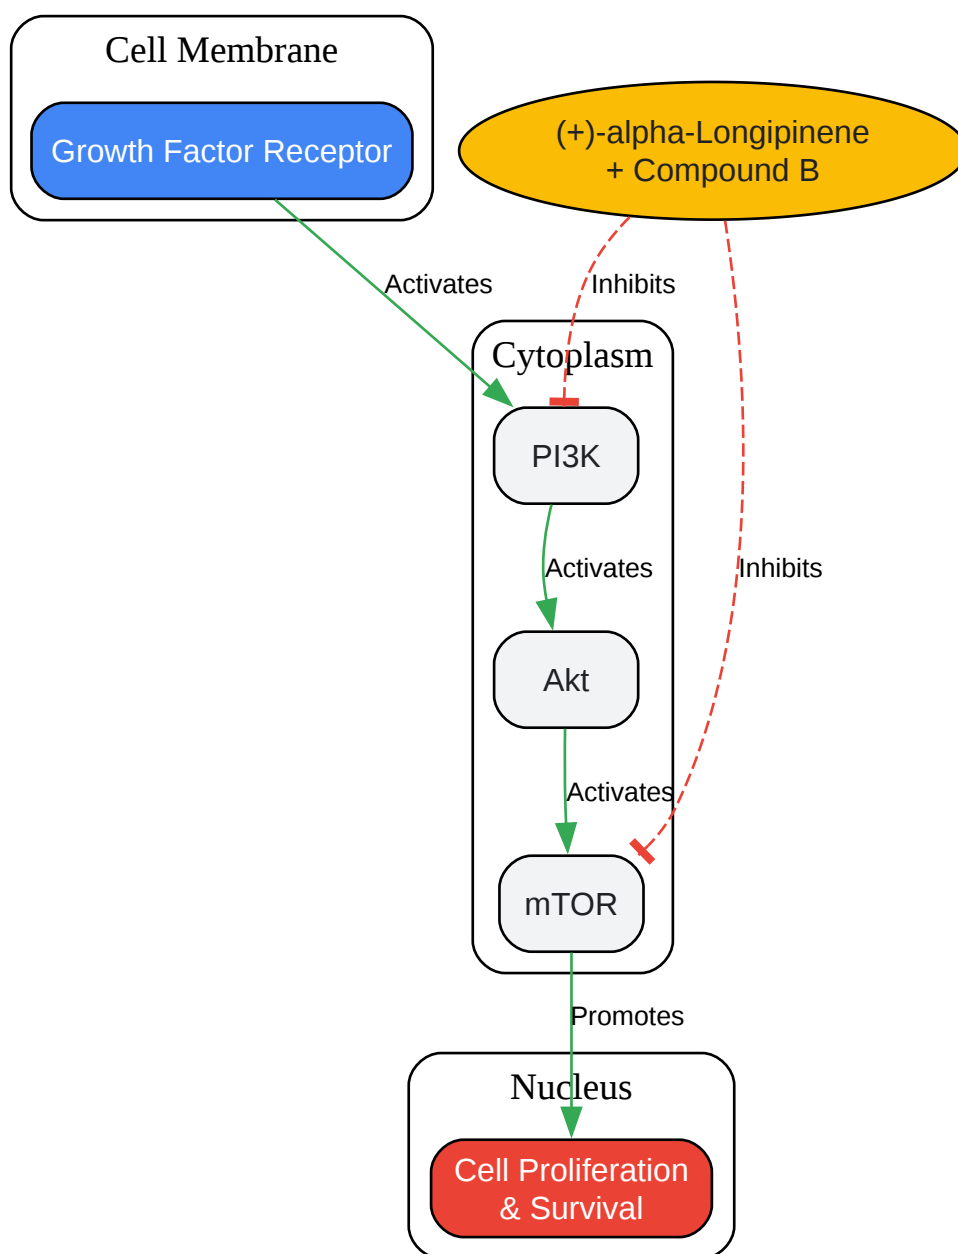 Cell Membrane
Growth Factor Receptor
(+)-alpha-Longipinene
+ Compound B
Activates
Inhibits
Cytoplasm
PI3K
Activates
Inhibits
Akt
Activates
mTOR
Promotes
Nucleus
Cell Proliferation
& Survival